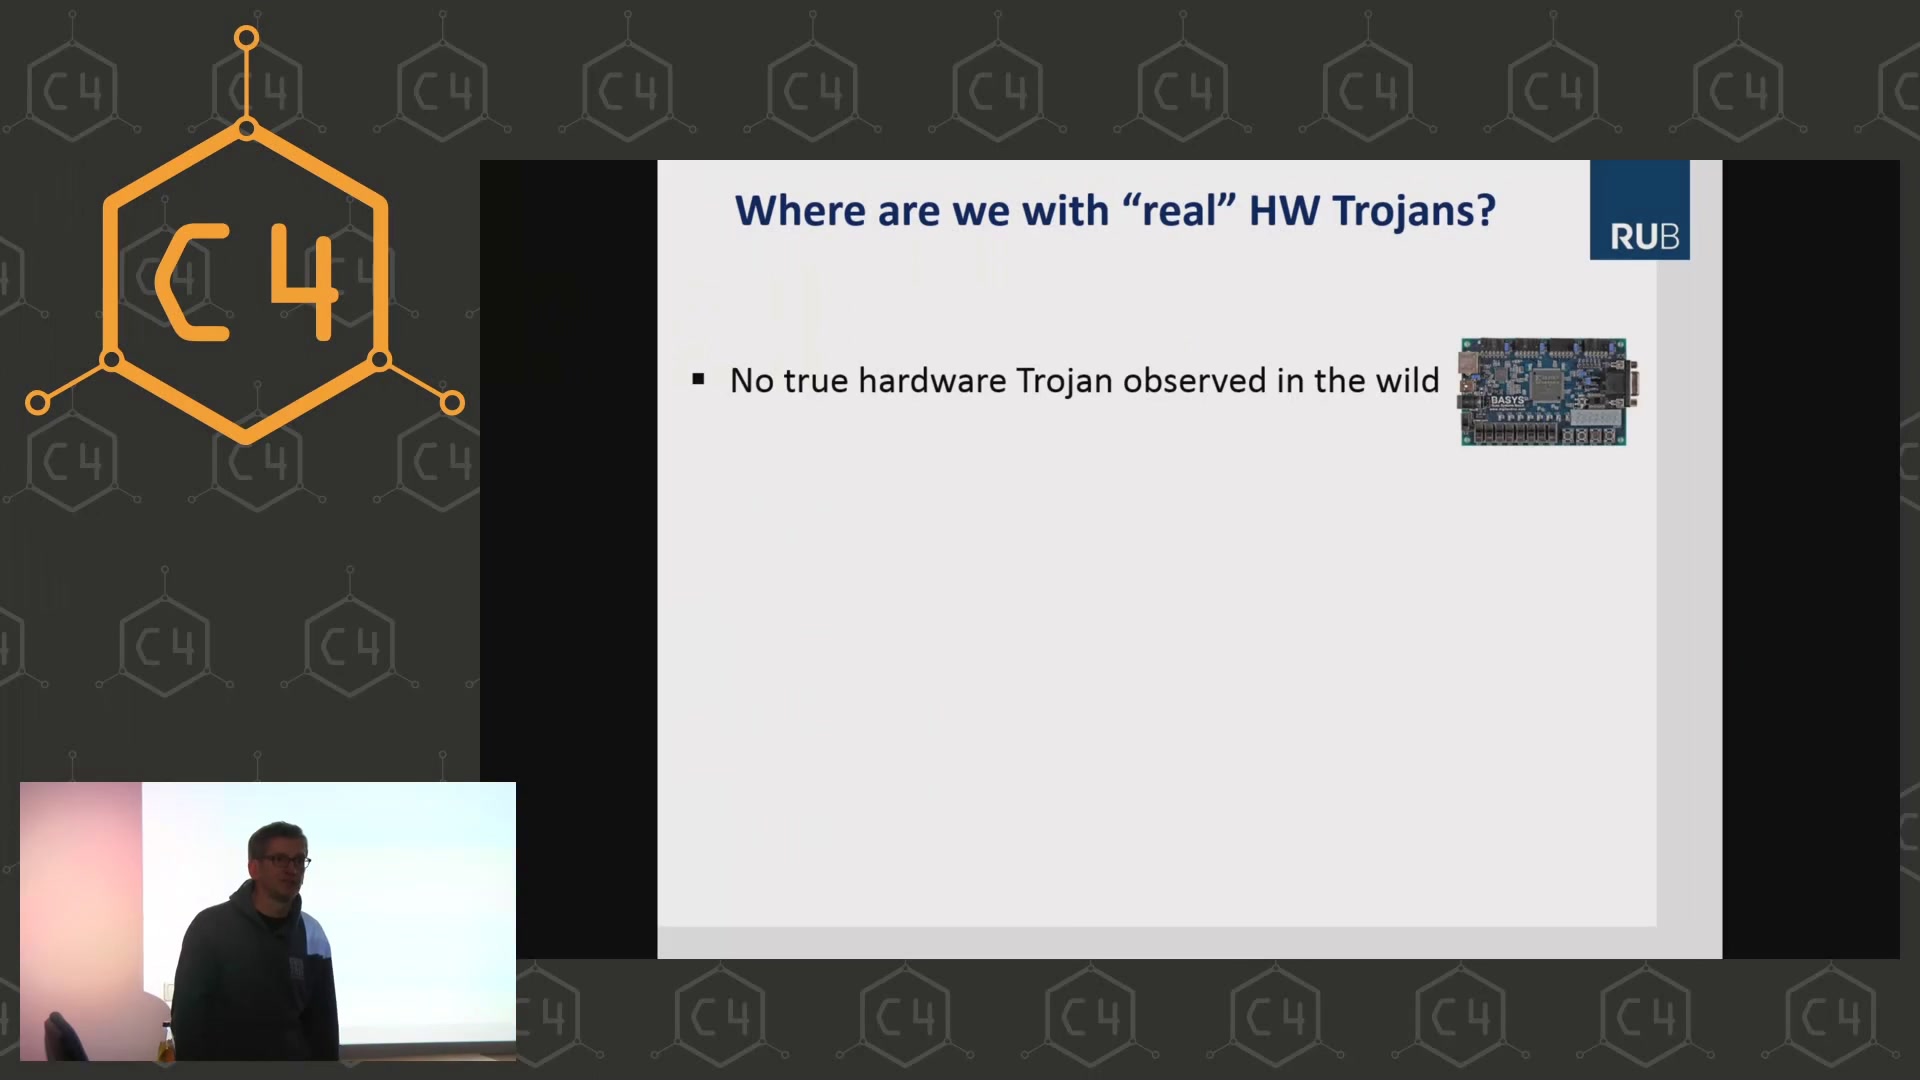 C4
Where are we with “real” HW Trojans?
RUB
▪ No true hardware Trojan observed in the wild
BASYS